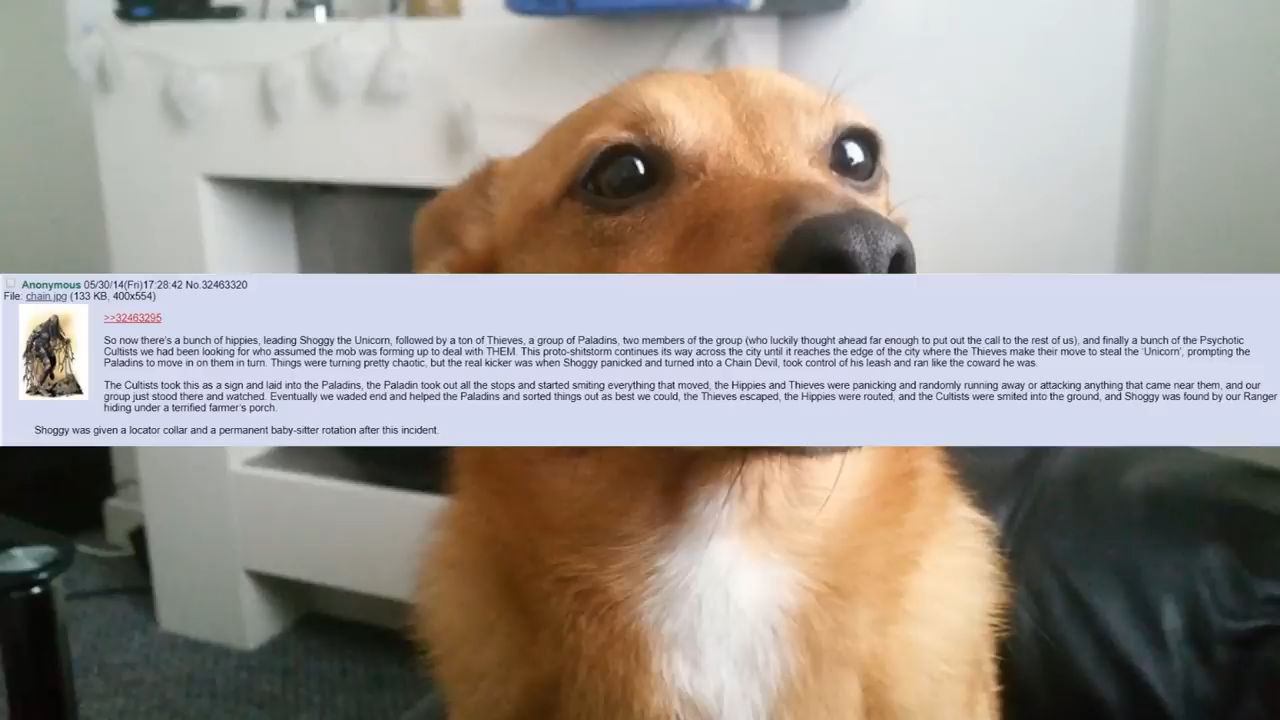 Anonymous 05/30/14(Fri)17:28:42 No.32463320
File: chain.jpg (133 KB, 400x554)
>>32463295
So now there's a bunch of hippies, leading Shoggy the Unicorn, followed by a ton of Thieves, a group of Paladins, two members of the group (who luckily thought ahead far enough to put out the call to the rest of us), and finally a bunch of the Psychotic
Cultists we had been looking for who assumed the mob was forming up to deal with THEM. This proto-shitstorm continues its way across the city until it reaches the edge of the city where the Thieves make their move to steal the 'Unicorn', prompting the
Paladins to move in on them in turn. Things were turning pretty chaotic, but the real kicker was when Shoggy panicked and turned into a Chain Devil, took control of his leash and ran like the coward he was.
The Cultists took this as a sign and laid into the Paladins, the Paladin took out all the stops and started smiting everything that moved, the Hippies and Thieves were panicking and randomly running away or attacking anything that came near them, and our
group just stood there and watched. Eventually we waded end and helped the Paladins and sorted things out as best we could, the Thieves escaped, the Hippies were routed, and the Cultists were smited into the ground, and Shoggy was found by our Ranger
hiding under a terrified farmer's porch.
Shoggy was given a locator collar and a permanent baby-sitter rotation after this incident.